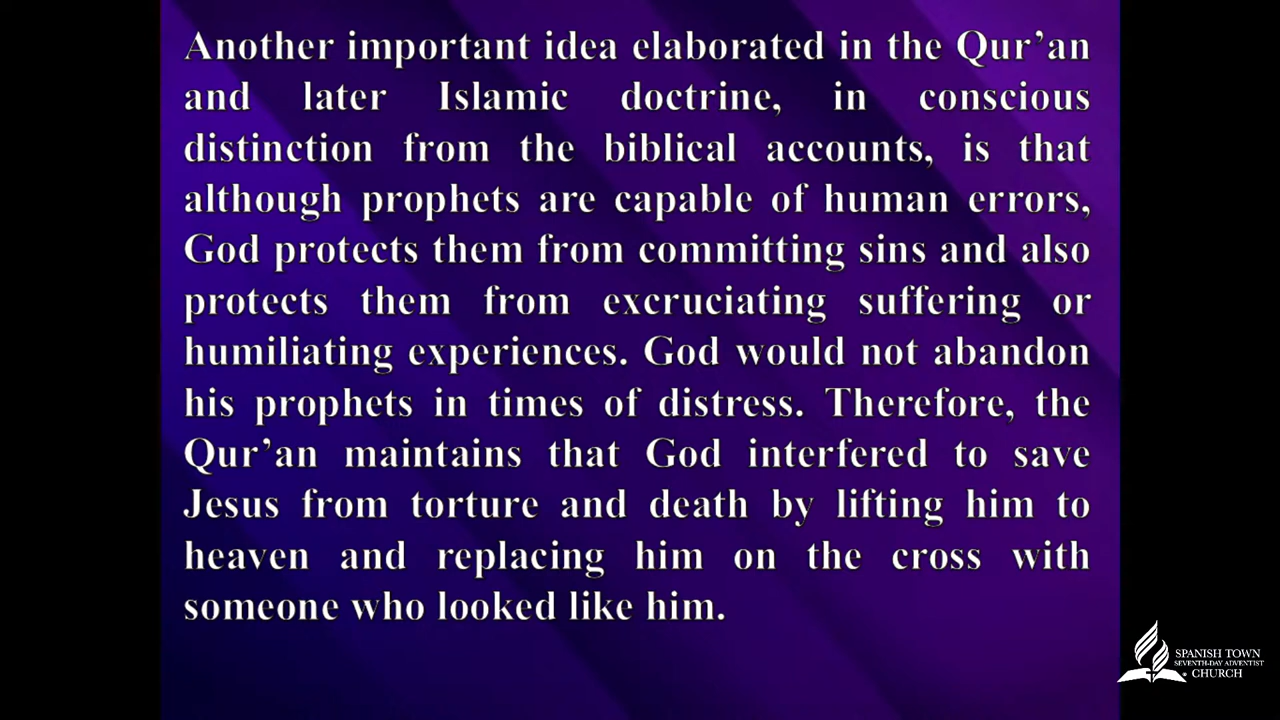 Another important idea elaborated in the Qur’an
and later Islamic doctrine, in conscious
distinction from the biblical accounts, is that
although prophets are capable of human errors,
God protects them from committing sins and also
protects them from excruciating suffering or
humiliating experiences. God would not abandon
his prophets in times of distress. Therefore, the
Qur’an maintains that God interfered to save
Jesus from torture and death by lifting him to
heaven and replacing him on the cross with
someone who looked like him.
SPANISH TOWN
SEVENTH-DAY ADVENTIST
CHURCH